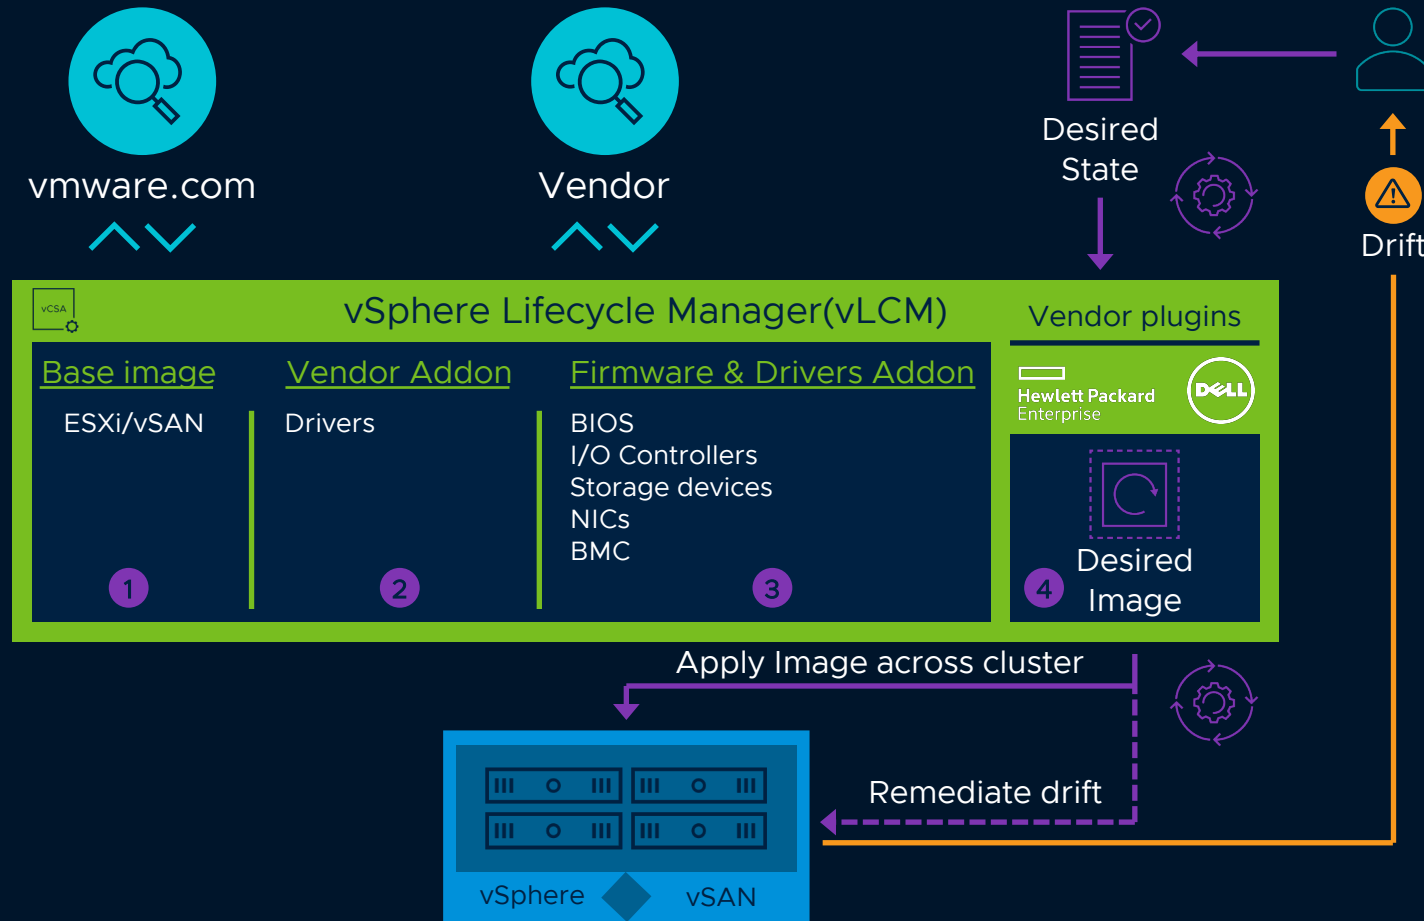 vmware.com
Vendor
Desired
State
Drift
vCSA
vSphere Lifecycle Manager(vLCM)
Vendor plugins
Base image
ESXi/vSAN
1
Vendor Addon
Drivers
2
Firmware & Drivers Addon
BIOS
I/O Controllers
Storage devices
NICs
BMC
3
Hewlett Packard
Enterprise
DELL
Desired
Image
4
Apply Image across cluster
Remediate drift
vSphere
vSAN